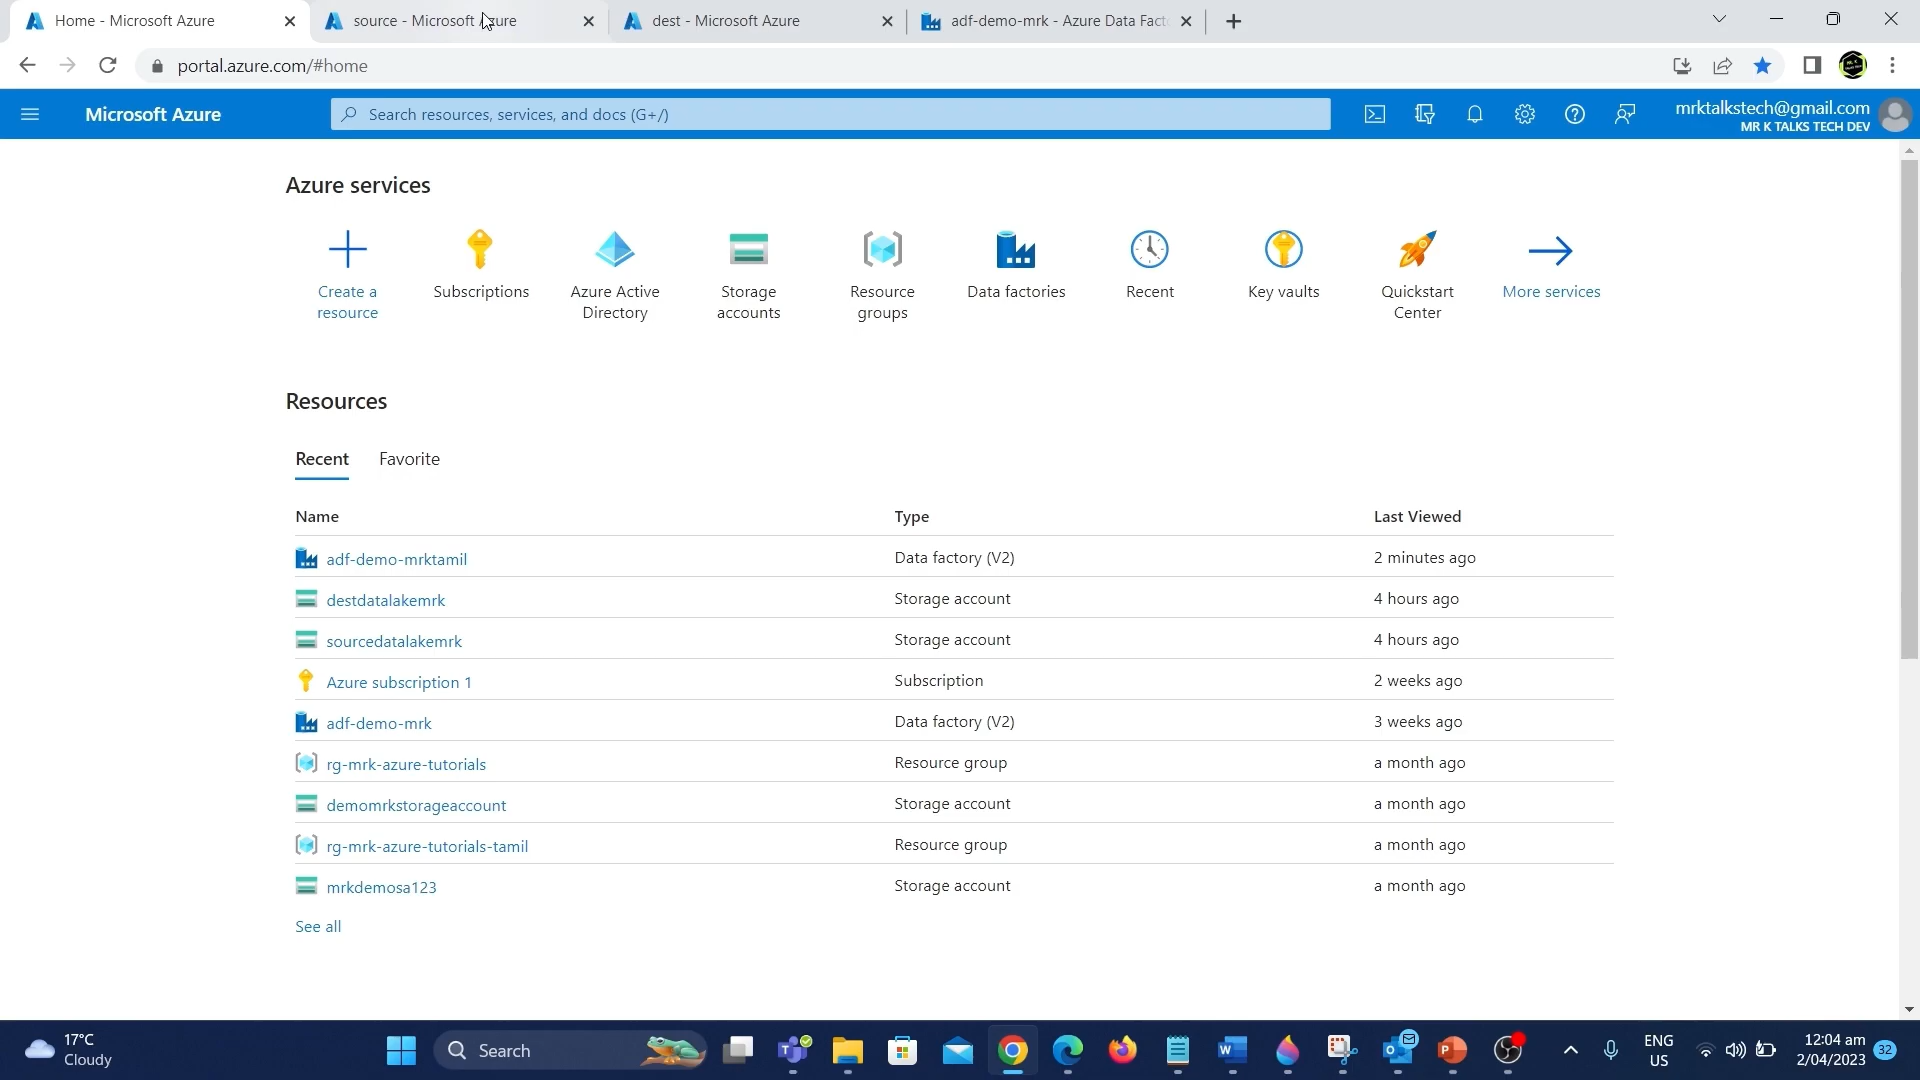 Home - Microsoft Azure
source - Microsoft Azure
dest - Microsoft Azure
adf-demo-mrk - Azure Data Fact
portal.azure.com/#home
Microsoft Azure
Search resources, services, and docs (G+/)
mrktalkstech@gmail.com
MR K TALKS TECH DEV
Azure services
Create a resource
Subscriptions
Azure Active Directory
Storage accounts
Resource groups
Data factories
Recent
Key vaults
Quickstart Center
More services
Resources
Recent Favorite
Name Type Last Viewed
adf-demo-mrktamil Data factory (V2) 2 minutes ago
destdatalakemrk Storage account 4 hours ago
sourcedatalakemrk Storage account 4 hours ago
Azure subscription 1 Subscription 2 weeks ago
adf-demo-mrk Data factory (V2) 3 weeks ago
rg-mrk-azure-tutorials Resource group a month ago
demomrkstorageaccount Storage account a month ago
rg-mrk-azure-tutorials-tamil Resource group a month ago
mrkdemosa123 Storage account a month ago
See all
17°C
Cloudy
Search
ENG
US
12:04 am
2/04/2023
32